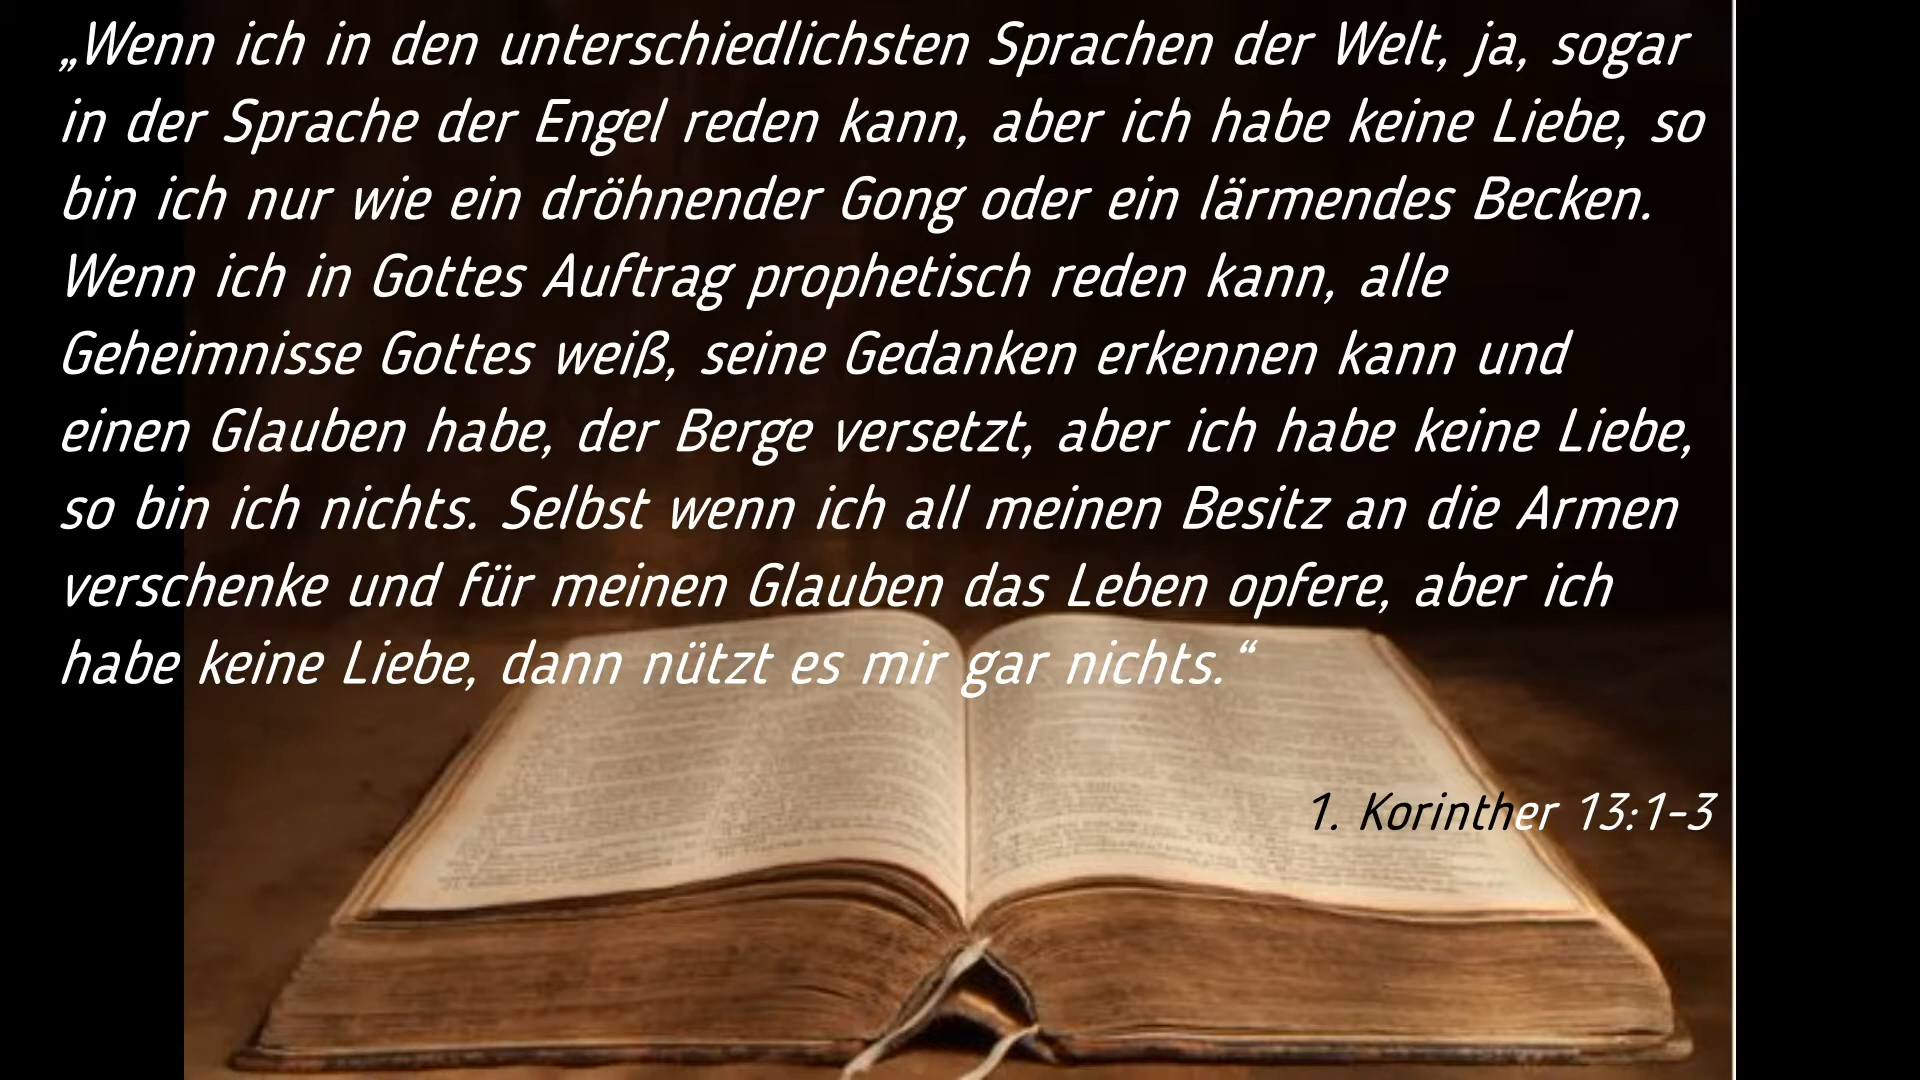 „Wenn ich in den unterschiedlichsten Sprachen der Welt, ja, sogar
in der Sprache der Engel reden kann, aber ich habe keine Liebe, so
bin ich nur wie ein dröhnender Gong oder ein lärmendes Becken.
Wenn ich in Gottes Auftrag prophetisch reden kann, alle
Geheimnisse Gottes weiß, seine Gedanken erkennen kann und
einen Glauben habe, der Berge versetzt, aber ich habe keine Liebe,
so bin ich nichts. Selbst wenn ich all meinen Besitz an die Armen
verschenke und für meinen Glauben das Leben opfere, aber ich
habe keine Liebe, dann nützt es mir gar nichts.“
1. Korinther 13:1-3